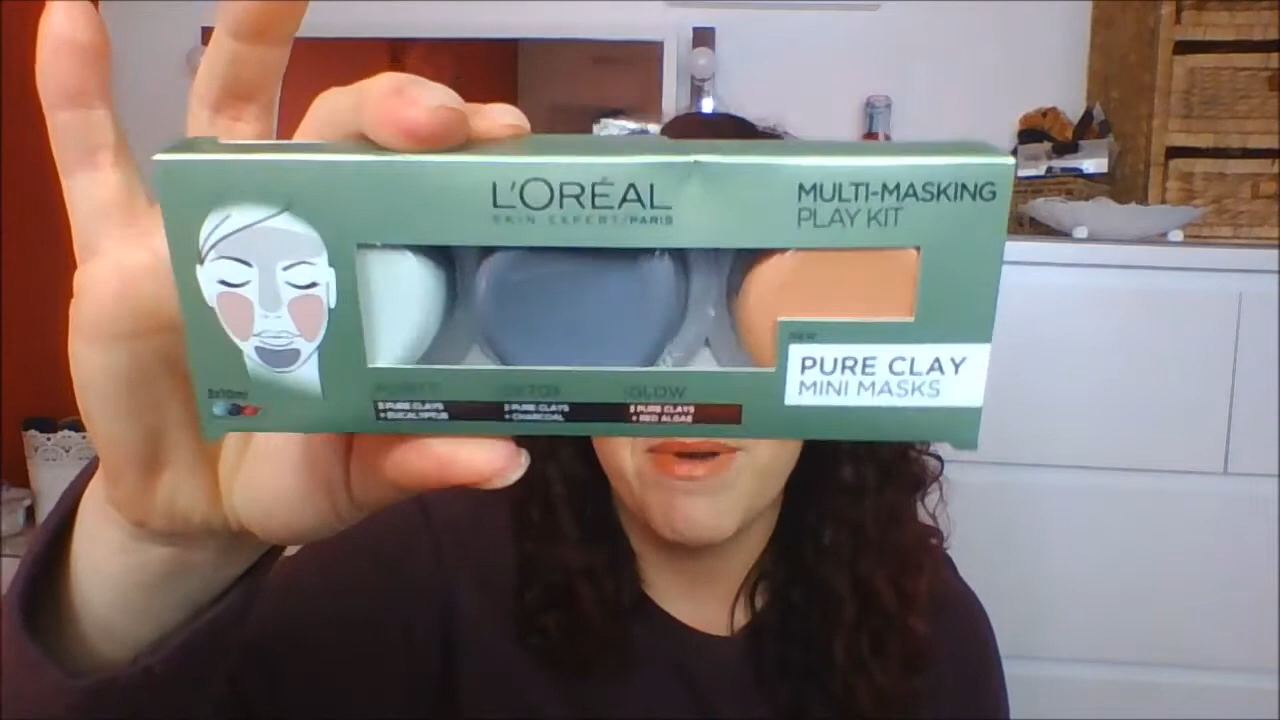 L'ORÉAL
SKIN EXPERT/PARIS
MULTI-MASKING
PLAY KIT
NEW
PURE CLAY
MINI MASKS
GLOW
3 PURE CLAYS
+ EUCALYPTUS
3 PURE CLAYS
+ CHARCOAL
3 PURE CLAYS
+ RED ALGAE
3x10ml